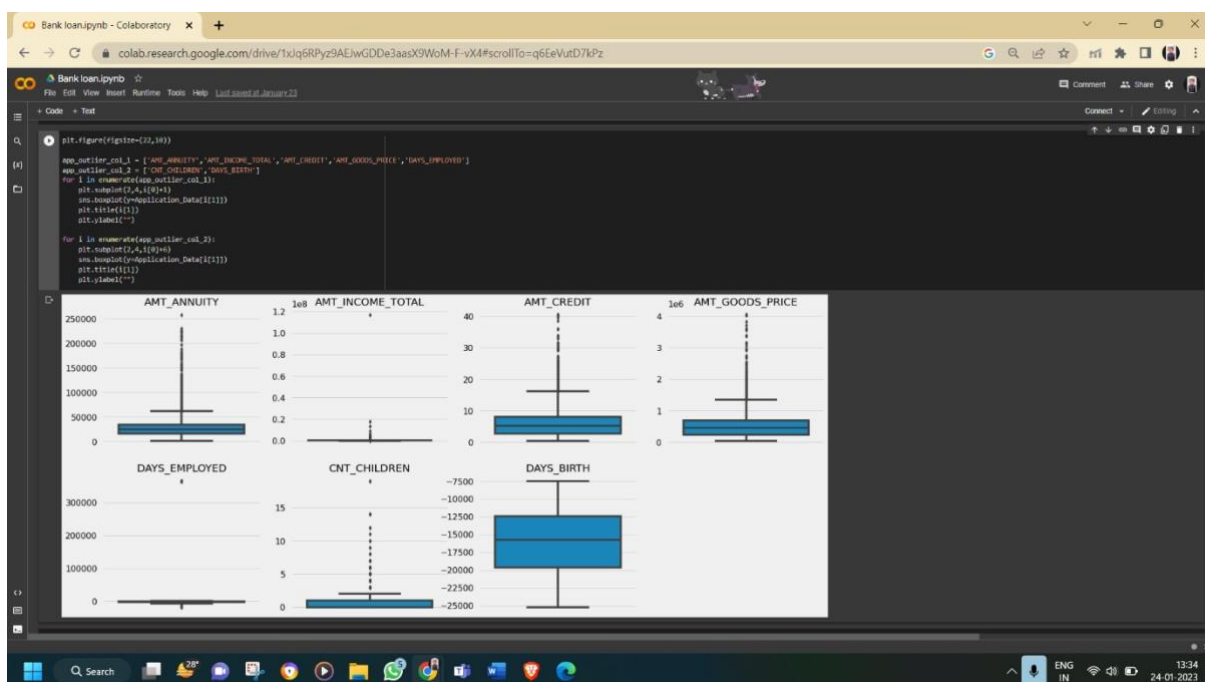 Bank loan.ipynb - Colaboratory
colab.research.google.com/drive/1xJq6RPyz9AEJwGDDe3aasX9WoM-F-vX4#scrollTo=q6EeVutD7kPz
Bank loan.ipynb
File Edit View Insert Runtime Tools Help Last saved at January 23
Comment Share
+ Code + Text
Connect Editing
plt.figure(figsize=(22,10))
app_outlier_col_1 = ['AMT_ANNUITY','AMT_INCOME_TOTAL','AMT_CREDIT','AMT_GOODS_PRICE','DAYS_EMPLOYED']
app_outlier_col_2 = ['CNT_CHILDREN','DAYS_BIRTH']
for i in enumerate(app_outlier_col_1):
plt.subplot(2,4,i[0]+1)
sns.boxplot(y=Application_Data[i[1]])
plt.title(i[1])
plt.ylabel("")
for i in enumerate(app_outlier_col_2):
plt.subplot(2,4,i[0]+6)
sns.boxplot(y=Application_Data[i[1]])
plt.title(i[1])
plt.ylabel("")
AMT_ANNUITY
250000
200000
150000
100000
50000
0
1e8 AMT_INCOME_TOTAL
1.2
1.0
0.8
0.6
0.4
0.2
0.0
AMT_CREDIT
40
30
20
10
0
1e6 AMT_GOODS_PRICE
4
3
2
1
0
DAYS_EMPLOYED
300000
200000
100000
0
CNT_CHILDREN
15
10
5
0
DAYS_BIRTH
−7500
−10000
−12500
−15000
−17500
−20000
−22500
−25000
Search
28°
5
ENG
IN
13:34
24-01-2023